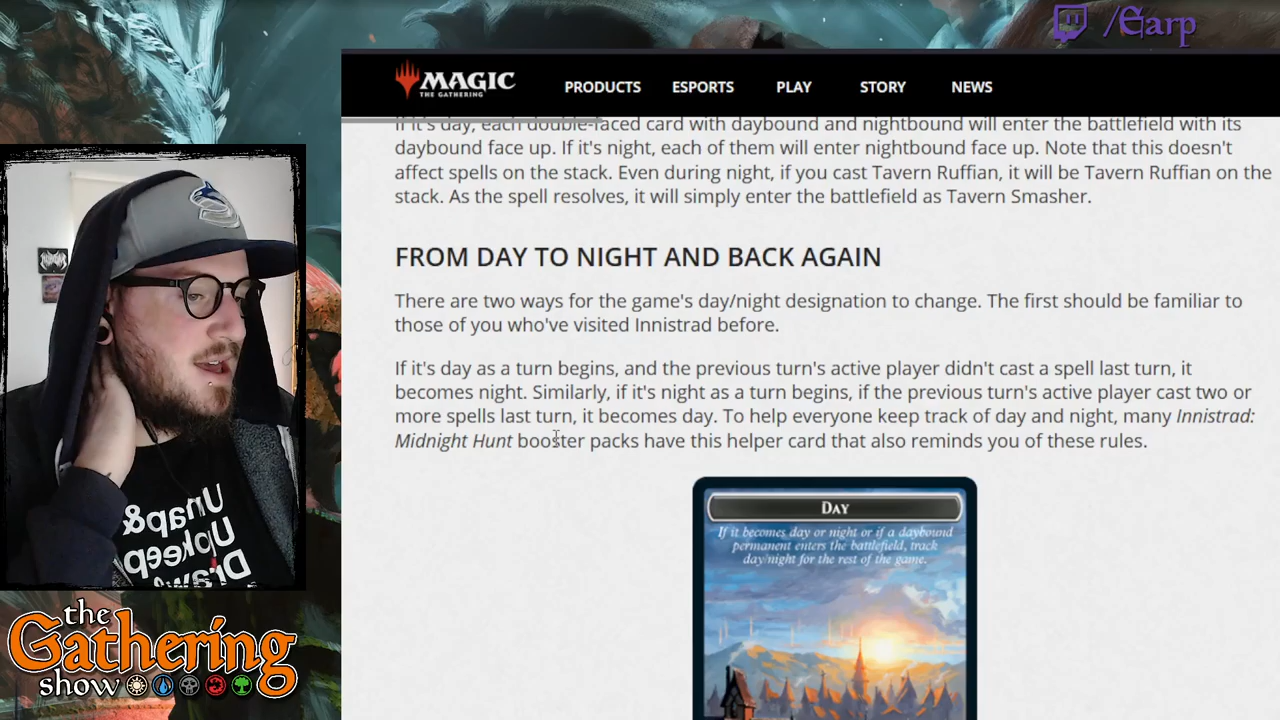 /Garp
MAGIC
THE GATHERING
PRODUCTS ESPORTS PLAY STORY NEWS
If it's day, each double-faced card with daybound and nightbound will enter the battlefield with its
daybound face up. If it's night, each of them will enter nightbound face up. Note that this doesn't
affect spells on the stack. Even during night, if you cast Tavern Ruffian, it will be Tavern Ruffian on the
stack. As the spell resolves, it will simply enter the battlefield as Tavern Smasher.
FROM DAY TO NIGHT AND BACK AGAIN
There are two ways for the game's day/night designation to change. The first should be familiar to
those of you who've visited Innistrad before.
If it's day as a turn begins, and the previous turn's active player didn't cast a spell last turn, it
becomes night. Similarly, if it's night as a turn begins, if the previous turn's active player cast two or
more spells last turn, it becomes day. To help everyone keep track of day and night, many Innistrad:
Midnight Hunt booster packs have this helper card that also reminds you of these rules.
DAY
If it becomes day or night or if a daybound
permanent enters the battlefield, track
day/night for the rest of the game.
Unap&
Upkeep
Draw
the
Gathering
show